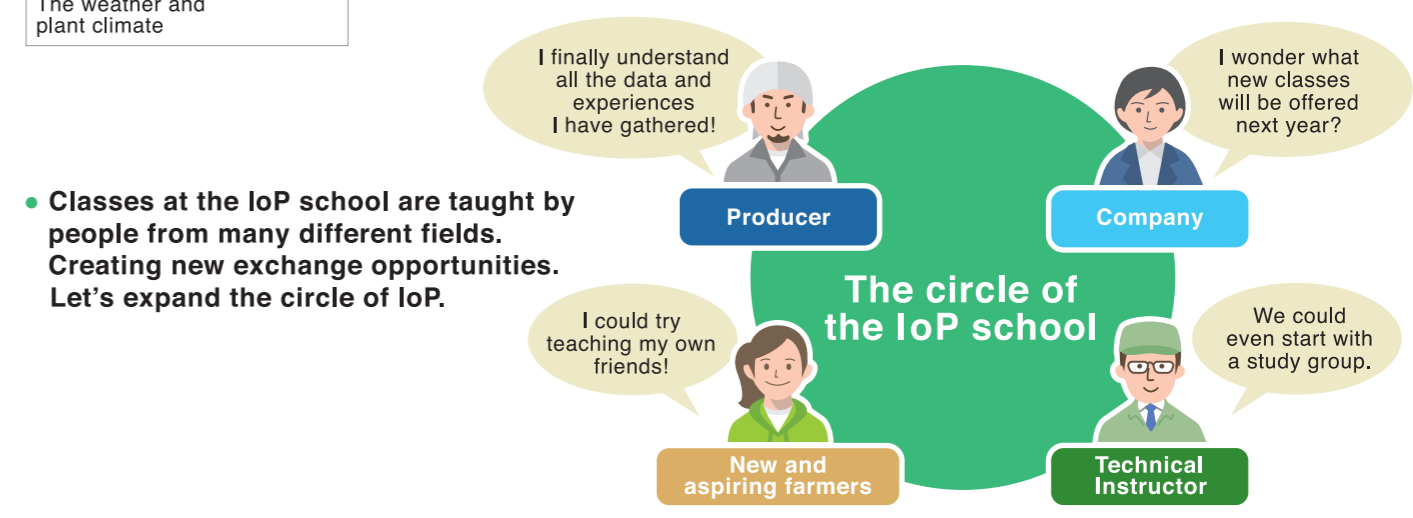 The weather and
plant climate
I finally understand
all the data and
experiences
I have gathered!
I wonder what
new classes
will be offered
next year?
Producer
Company
• Classes at the IoP school are taught by
people from many different fields.
Creating new exchange opportunities.
Let's expand the circle of IoP.
The circle of
the IoP school
I could try
teaching my own
friends!
We could
even start with
a study group.
New and
aspiring farmers
Technical
Instructor